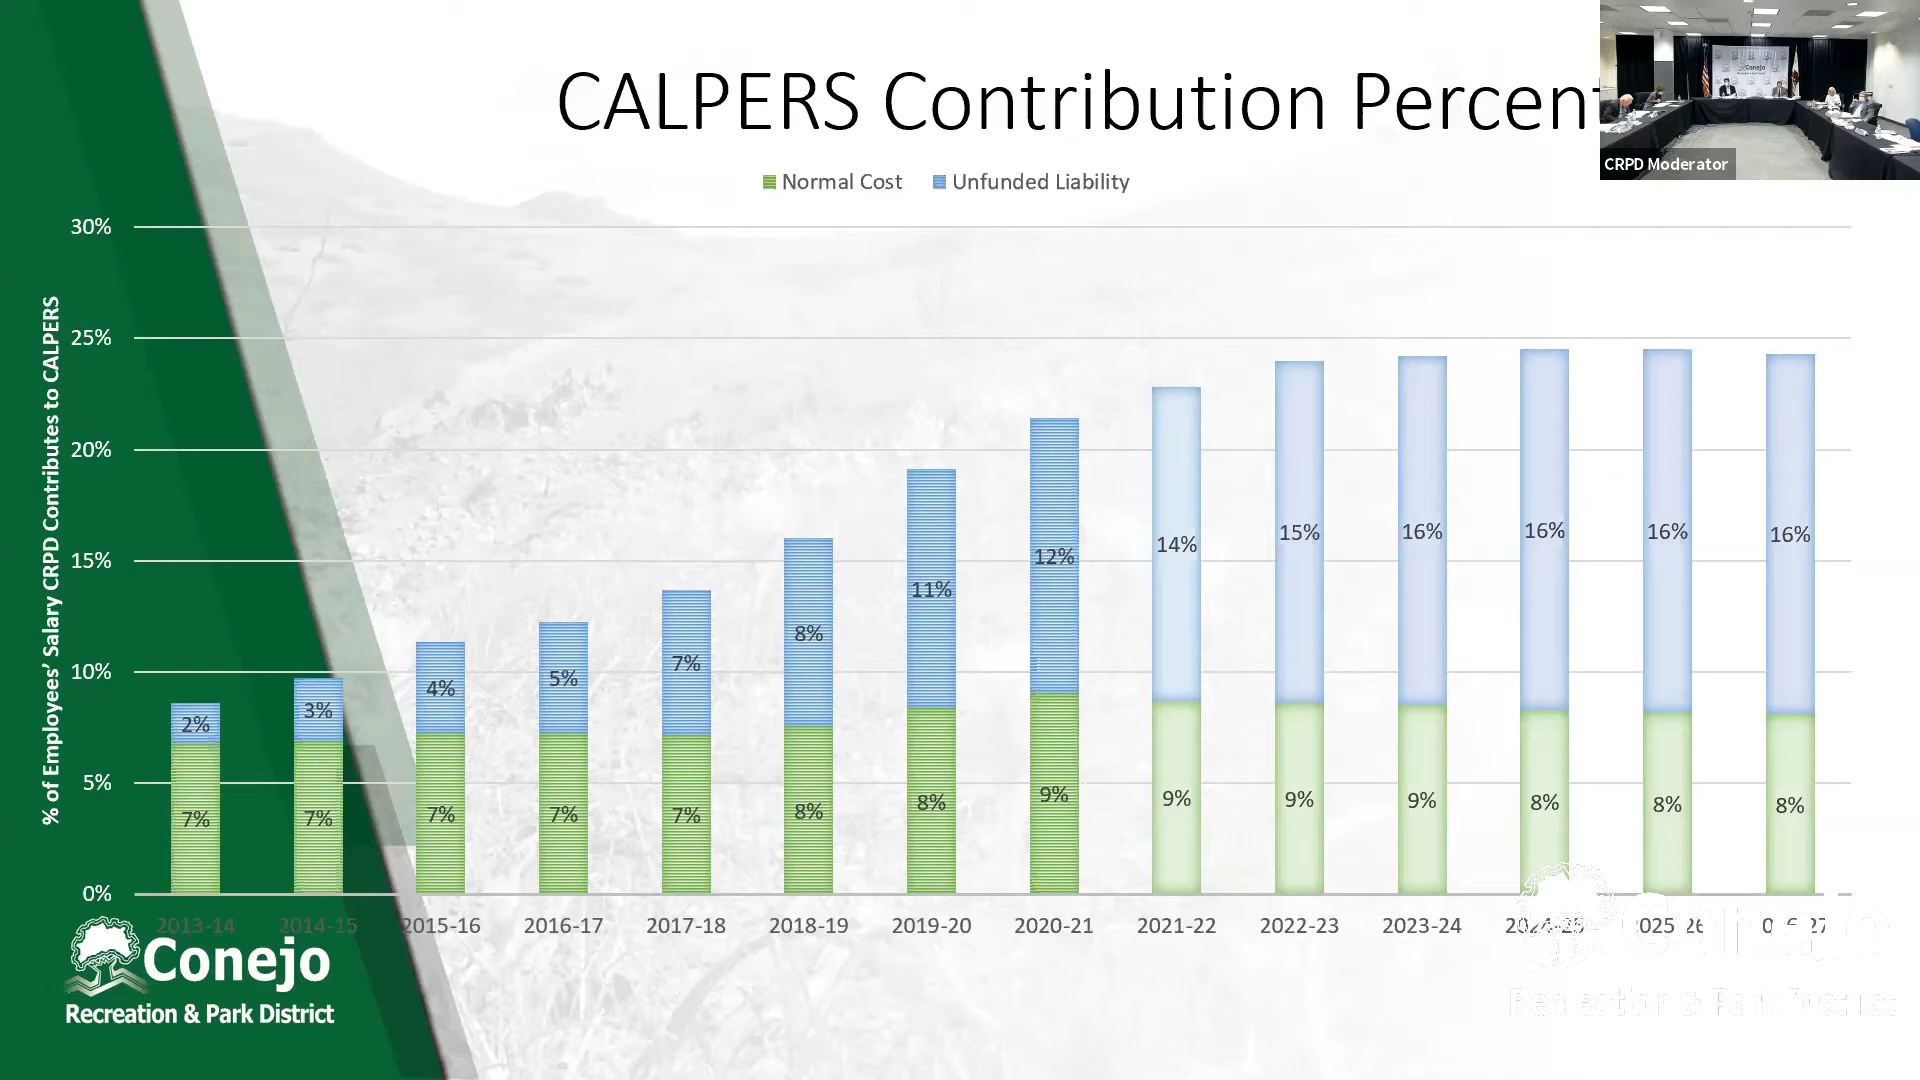 CALPERS Contribution Percent
CRPD Moderator
Normal Cost Unfunded Liability
% of Employees' Salary CRPD Contributes to CALPERS
30%
25%
20%
15%
10%
5%
0%
2% 3% 4% 5% 7% 8% 11% 12% 14% 15% 16% 16% 16% 16%
7% 7% 7% 7% 7% 8% 8% 9% 9% 9% 9% 8% 8% 8%
2013-14 2014-15 2015-16 2016-17 2017-18 2018-19 2019-20 2020-21 2021-22 2022-23 2023-24
Conejo
Recreation & Park District
Conejo
Recreation & Park District